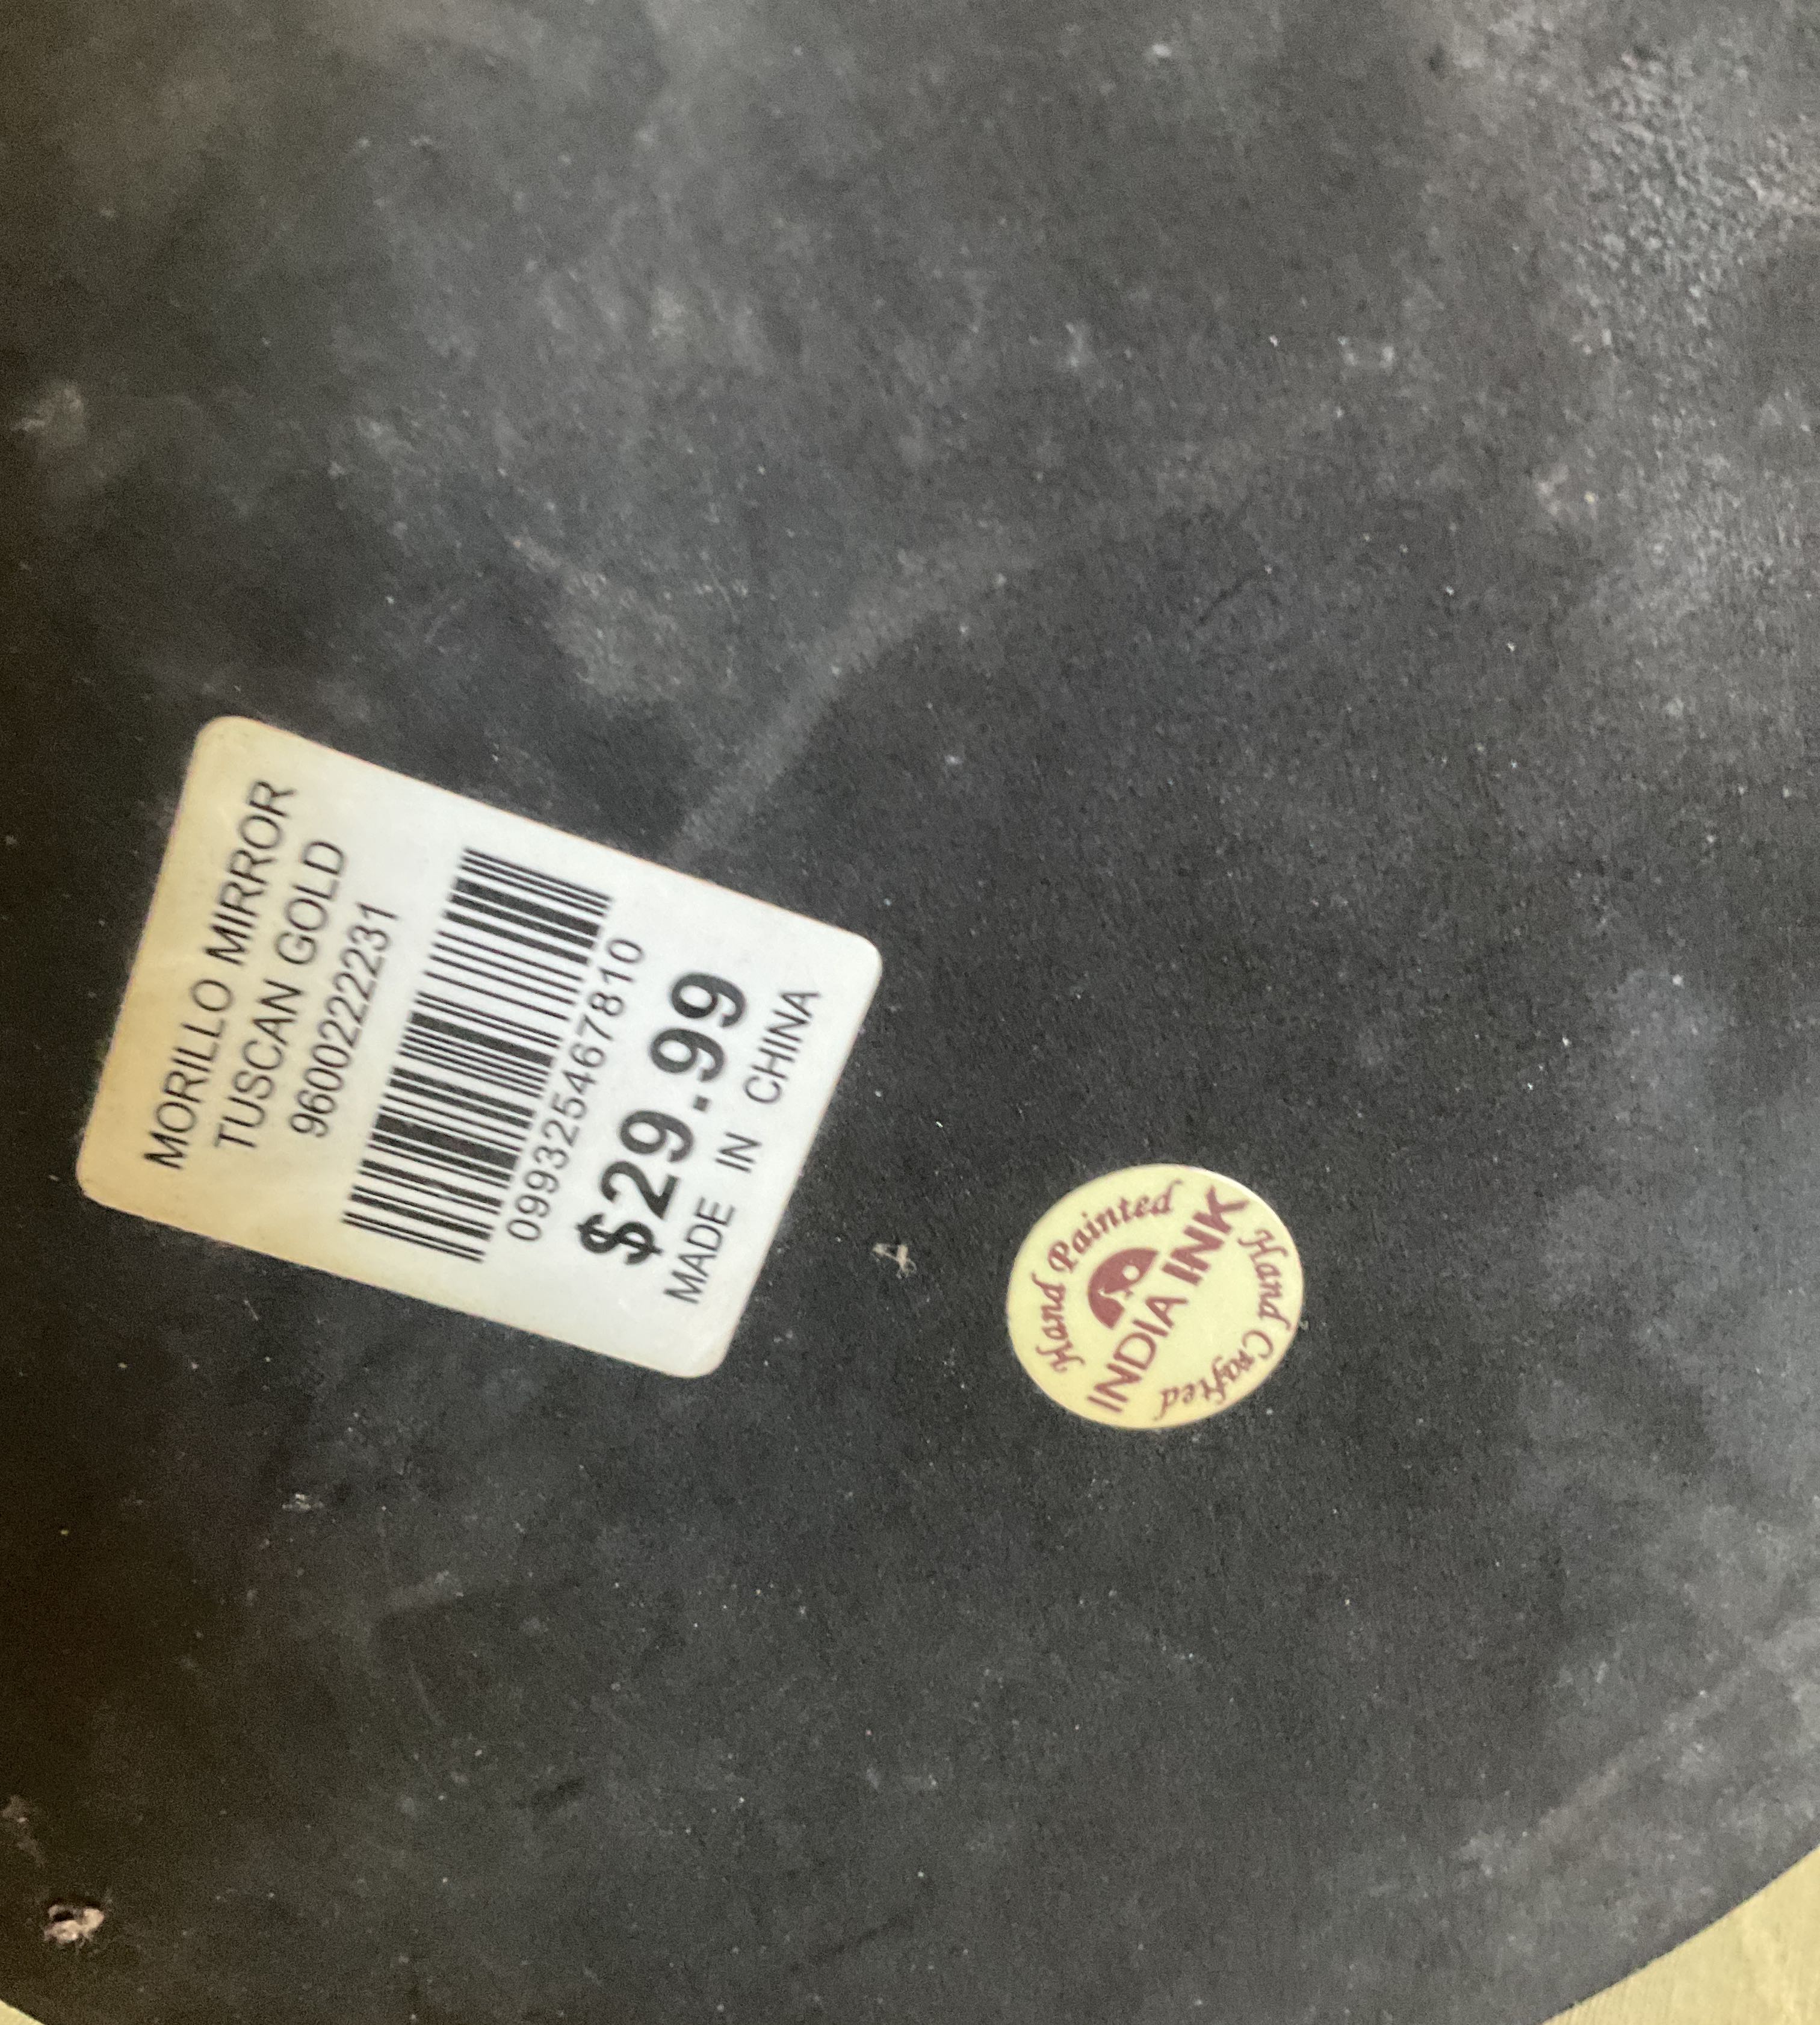 MORILLO MIRROR
TUSCAN GOLD
9600222231
099325467810
$29.99
MADE IN CHINA
Hand Painted
INDIA INK
Hand Crafted